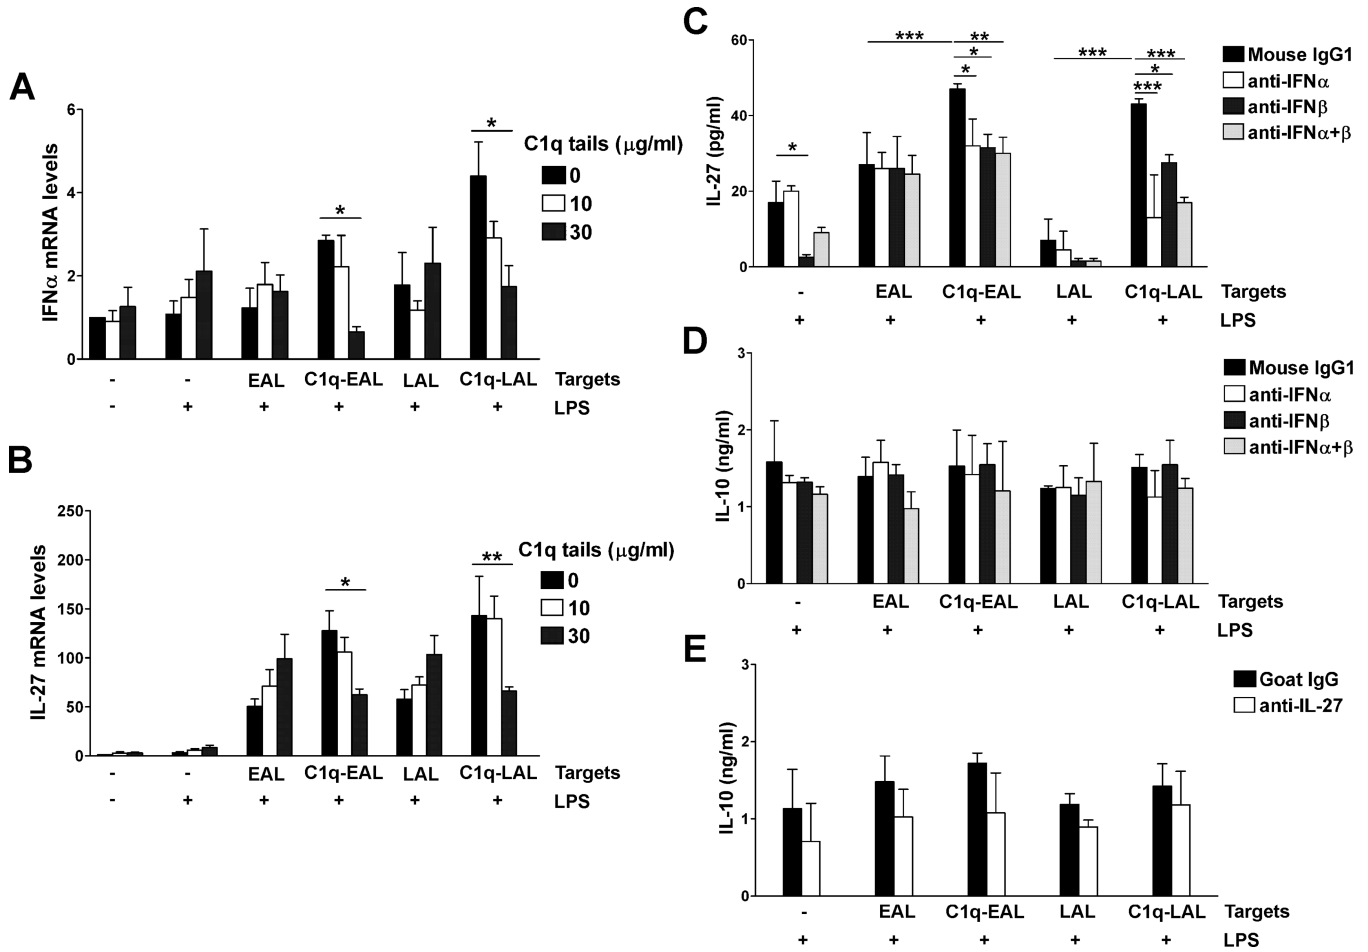 A
IFNα mRNA levels
6
4
2
0
*
*
C1q tails (μg/ml)
0
10
30
- - EAL C1q-EAL LAL C1q-LAL Targets
- + + + + + LPS
B
IL-27 mRNA levels
250
200
150
100
50
0
*
**
C1q tails (μg/ml)
0
10
30
- - EAL C1q-EAL LAL C1q-LAL Targets
- + + + + + LPS
C
IL-27 (pg/ml)
60
40
20
0
*
*** **
*
*
*** ***
*
***
Mouse IgG1
anti-IFNα
anti-IFNβ
anti-IFNα+β
- EAL C1q-EAL LAL C1q-LAL Targets
+ + + + + LPS
D
IL-10 (ng/ml)
3
2
1
0
Mouse IgG1
anti-IFNα
anti-IFNβ
anti-IFNα+β
- EAL C1q-EAL LAL C1q-LAL Targets
+ + + + + LPS
E
IL-10 (ng/ml)
3
2
1
0
Goat IgG
anti-IL-27
- EAL C1q-EAL LAL C1q-LAL Targets
+ + + + + LPS